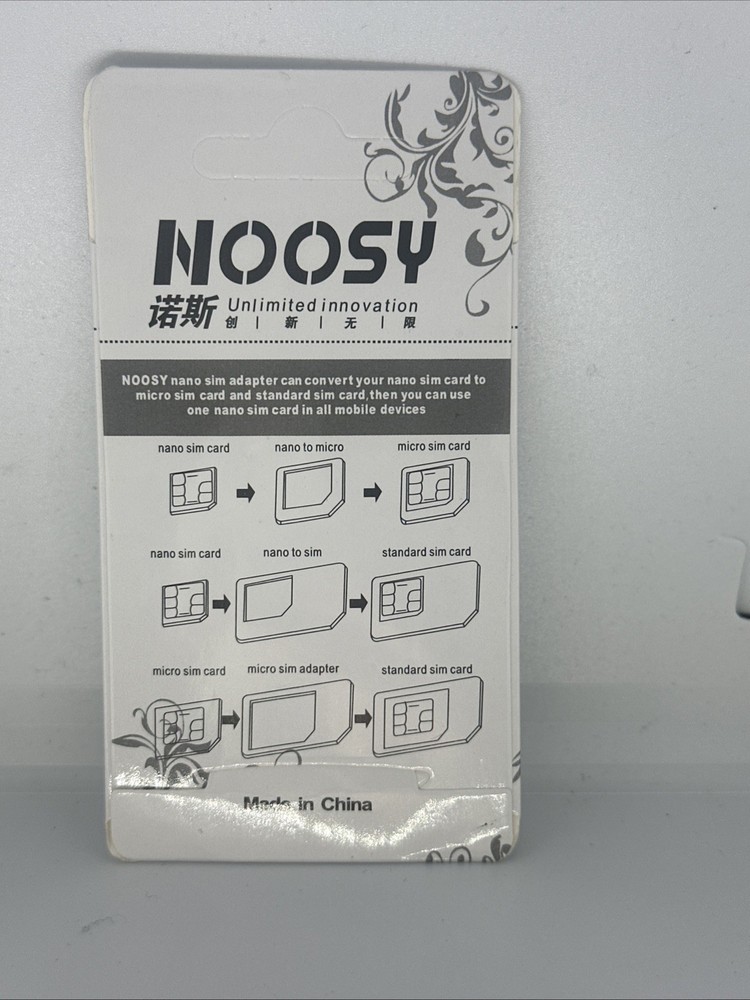 NOOSY
诺斯 Unlimited innovation
创 | 新 | 无 | 限
NOOSY nano sim adapter can convert your nano sim card to
micro sim card and standard sim card,then you can use
one nano sim card in all mobile devices
nano sim card nano to micro micro sim card
nano sim card nano to sim standard sim card
micro sim card micro sim adapter standard sim card
Made in China